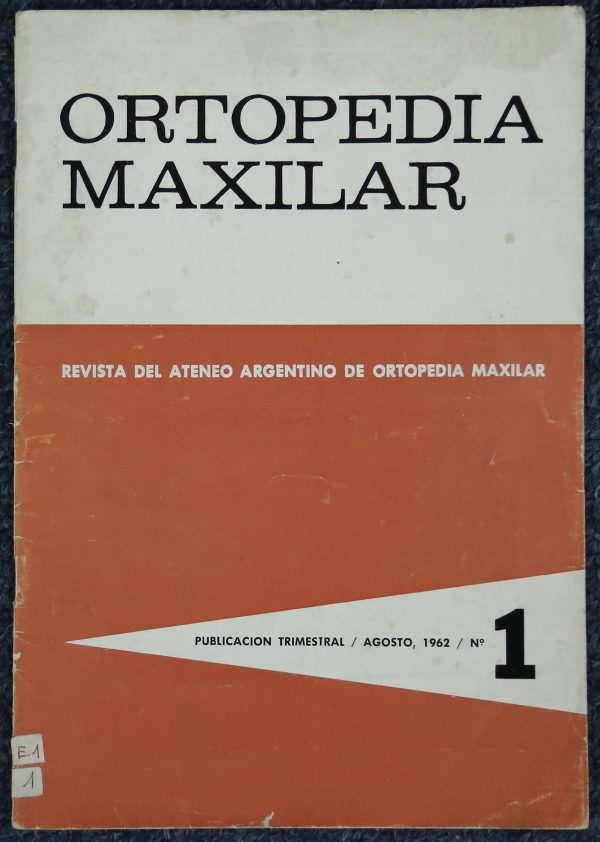 ORTOPEDIA
MAXILAR
REVISTA DEL ATENEO ARGENTINO DE ORTOPEDIA MAXILAR
PUBLICACION TRIMESTRAL / AGOSTO, 1962 / Nº 1
E.1
1